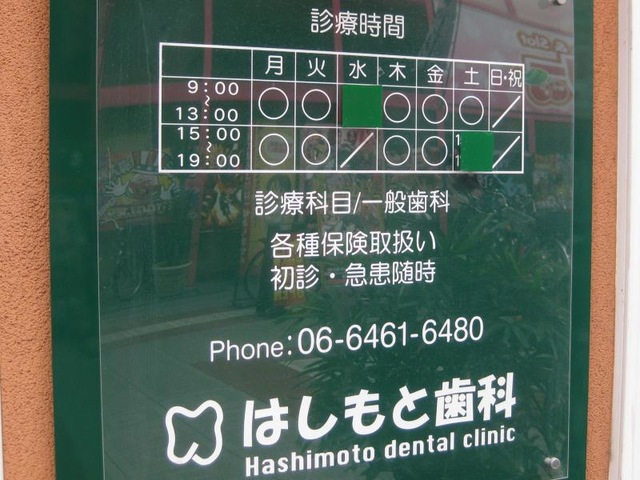 診療時間
月 火 水 木 金 土 日・祝
9:00～13:00 ○ ○ ○ ○ ○ ／
15:00～19:00 ○ ○ ／ ○ ○ ／
診療科目/一般歯科
各種保険取扱い
初診・急患随時
Phone:06-6461-6480
はしもと歯科
Hashimoto dental clinic